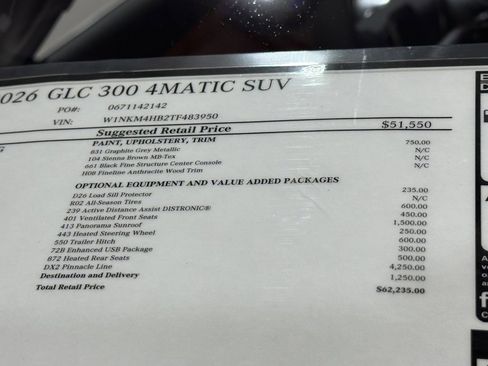 026 GLC 300 4MATIC SUV
PO#: 0671142142
VIN: W1NKM4HB2TF483950
Suggested Retail Price $51,550
PAINT, UPHOLSTERY, TRIM
831 Graphite Grey Metallic 750.00
104 Sienna Brown MB-Tex N/C
661 Black Fine Structure Center Console N/C
H08 Fineline Anthracite Wood Trim N/C
OPTIONAL EQUIPMENT AND VALUE ADDED PACKAGES
D26 Load Sill Protector 235.00
R02 All-Season Tires N/C
239 Active Distance Assist DISTRONIC® 600.00
401 Ventilated Front Seats 450.00
413 Panorama Sunroof 1,500.00
443 Heated Steering Wheel 250.00
550 Trailer Hitch 600.00
72B Enhanced USB Package 300.00
872 Heated Rear Seats 500.00
DX2 Pinnacle Line 4,250.00
Destination and Delivery 1,250.00
Total Retail Price $62,235.00